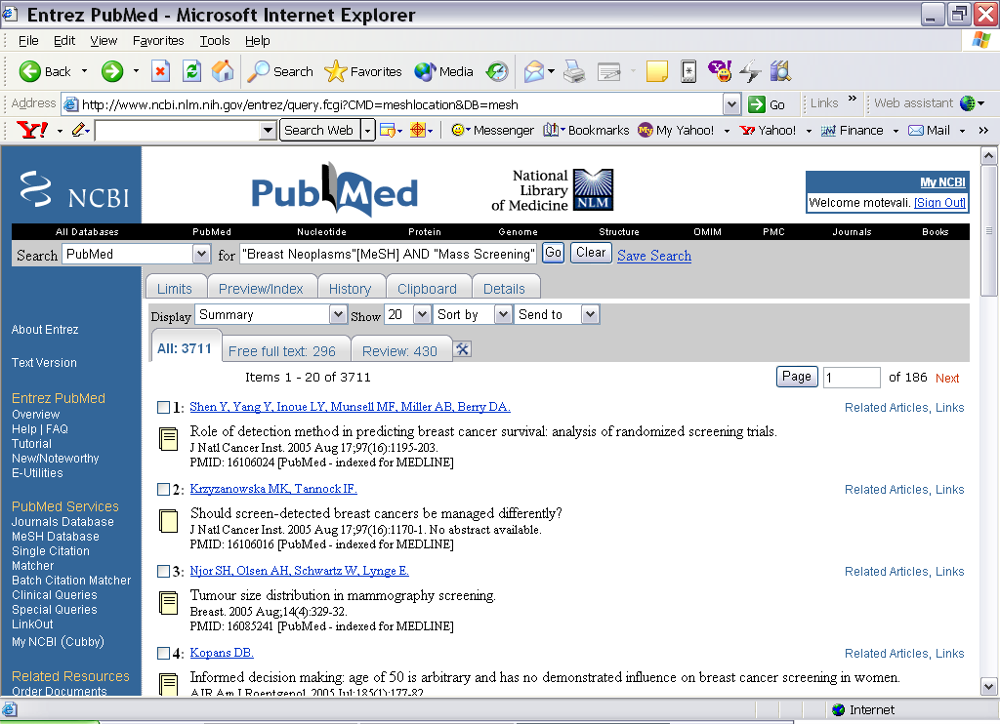 Entrez PubMed - Microsoft Internet Explorer
File Edit View Favorites Tools Help
Back Search Favorites Media
Address http://www.ncbi.nlm.nih.gov/entrez/query.fcgi?CMD=meshlocation&DB=mesh Go Links » Web assistant
Y! Search Web Messenger Bookmarks My Yahoo! Yahoo! Finance Mail »
NCBI
PubMed
National
Library
of Medicine NLM
My NCBI
Welcome motevali. [Sign Out]
All Databases PubMed Nucleotide Protein Genome Structure OMIM PMC Journals Books
Search PubMed for "Breast Neoplasms"[MeSH] AND "Mass Screening" Go Clear Save Search
Limits Preview/Index History Clipboard Details
Display Summary Show 20 Sort by Send to
All: 3711 Free full text: 296 Review: 430
Items 1 - 20 of 3711 Page 1 of 186 Next
1: Shen Y, Yang Y, Inoue LY, Munsell MF, Miller AB, Berry DA. Related Articles, Links
Role of detection method in predicting breast cancer survival: analysis of randomized screening trials.
J Natl Cancer Inst. 2005 Aug 17;97(16):1195-203.
PMID: 16106024 [PubMed - indexed for MEDLINE]
2: Krzyzanowska MK, Tannock IF. Related Articles, Links
Should screen-detected breast cancers be managed differently?
J Natl Cancer Inst. 2005 Aug 17;97(16):1170-1. No abstract available.
PMID: 16106016 [PubMed - indexed for MEDLINE]
3: Njor SH, Olsen AH, Schwartz W, Lynge E. Related Articles, Links
Tumour size distribution in mammography screening.
Breast. 2005 Aug;14(4):329-32.
PMID: 16085241 [PubMed - indexed for MEDLINE]
4: Kopans DB. Related Articles, Links
Informed decision making: age of 50 is arbitrary and has no demonstrated influence on breast cancer screening in women.
AJR Am J Roentgenol. 2005 Jul;185(1):177-82.
About Entrez
Text Version
Entrez PubMed
Overview
Help | FAQ
Tutorial
New/Noteworthy
E-Utilities
PubMed Services
Journals Database
MeSH Database
Single Citation
Matcher
Batch Citation Matcher
Clinical Queries
Special Queries
LinkOut
My NCBI (Cubby)
Related Resources
Order Documents
Internet